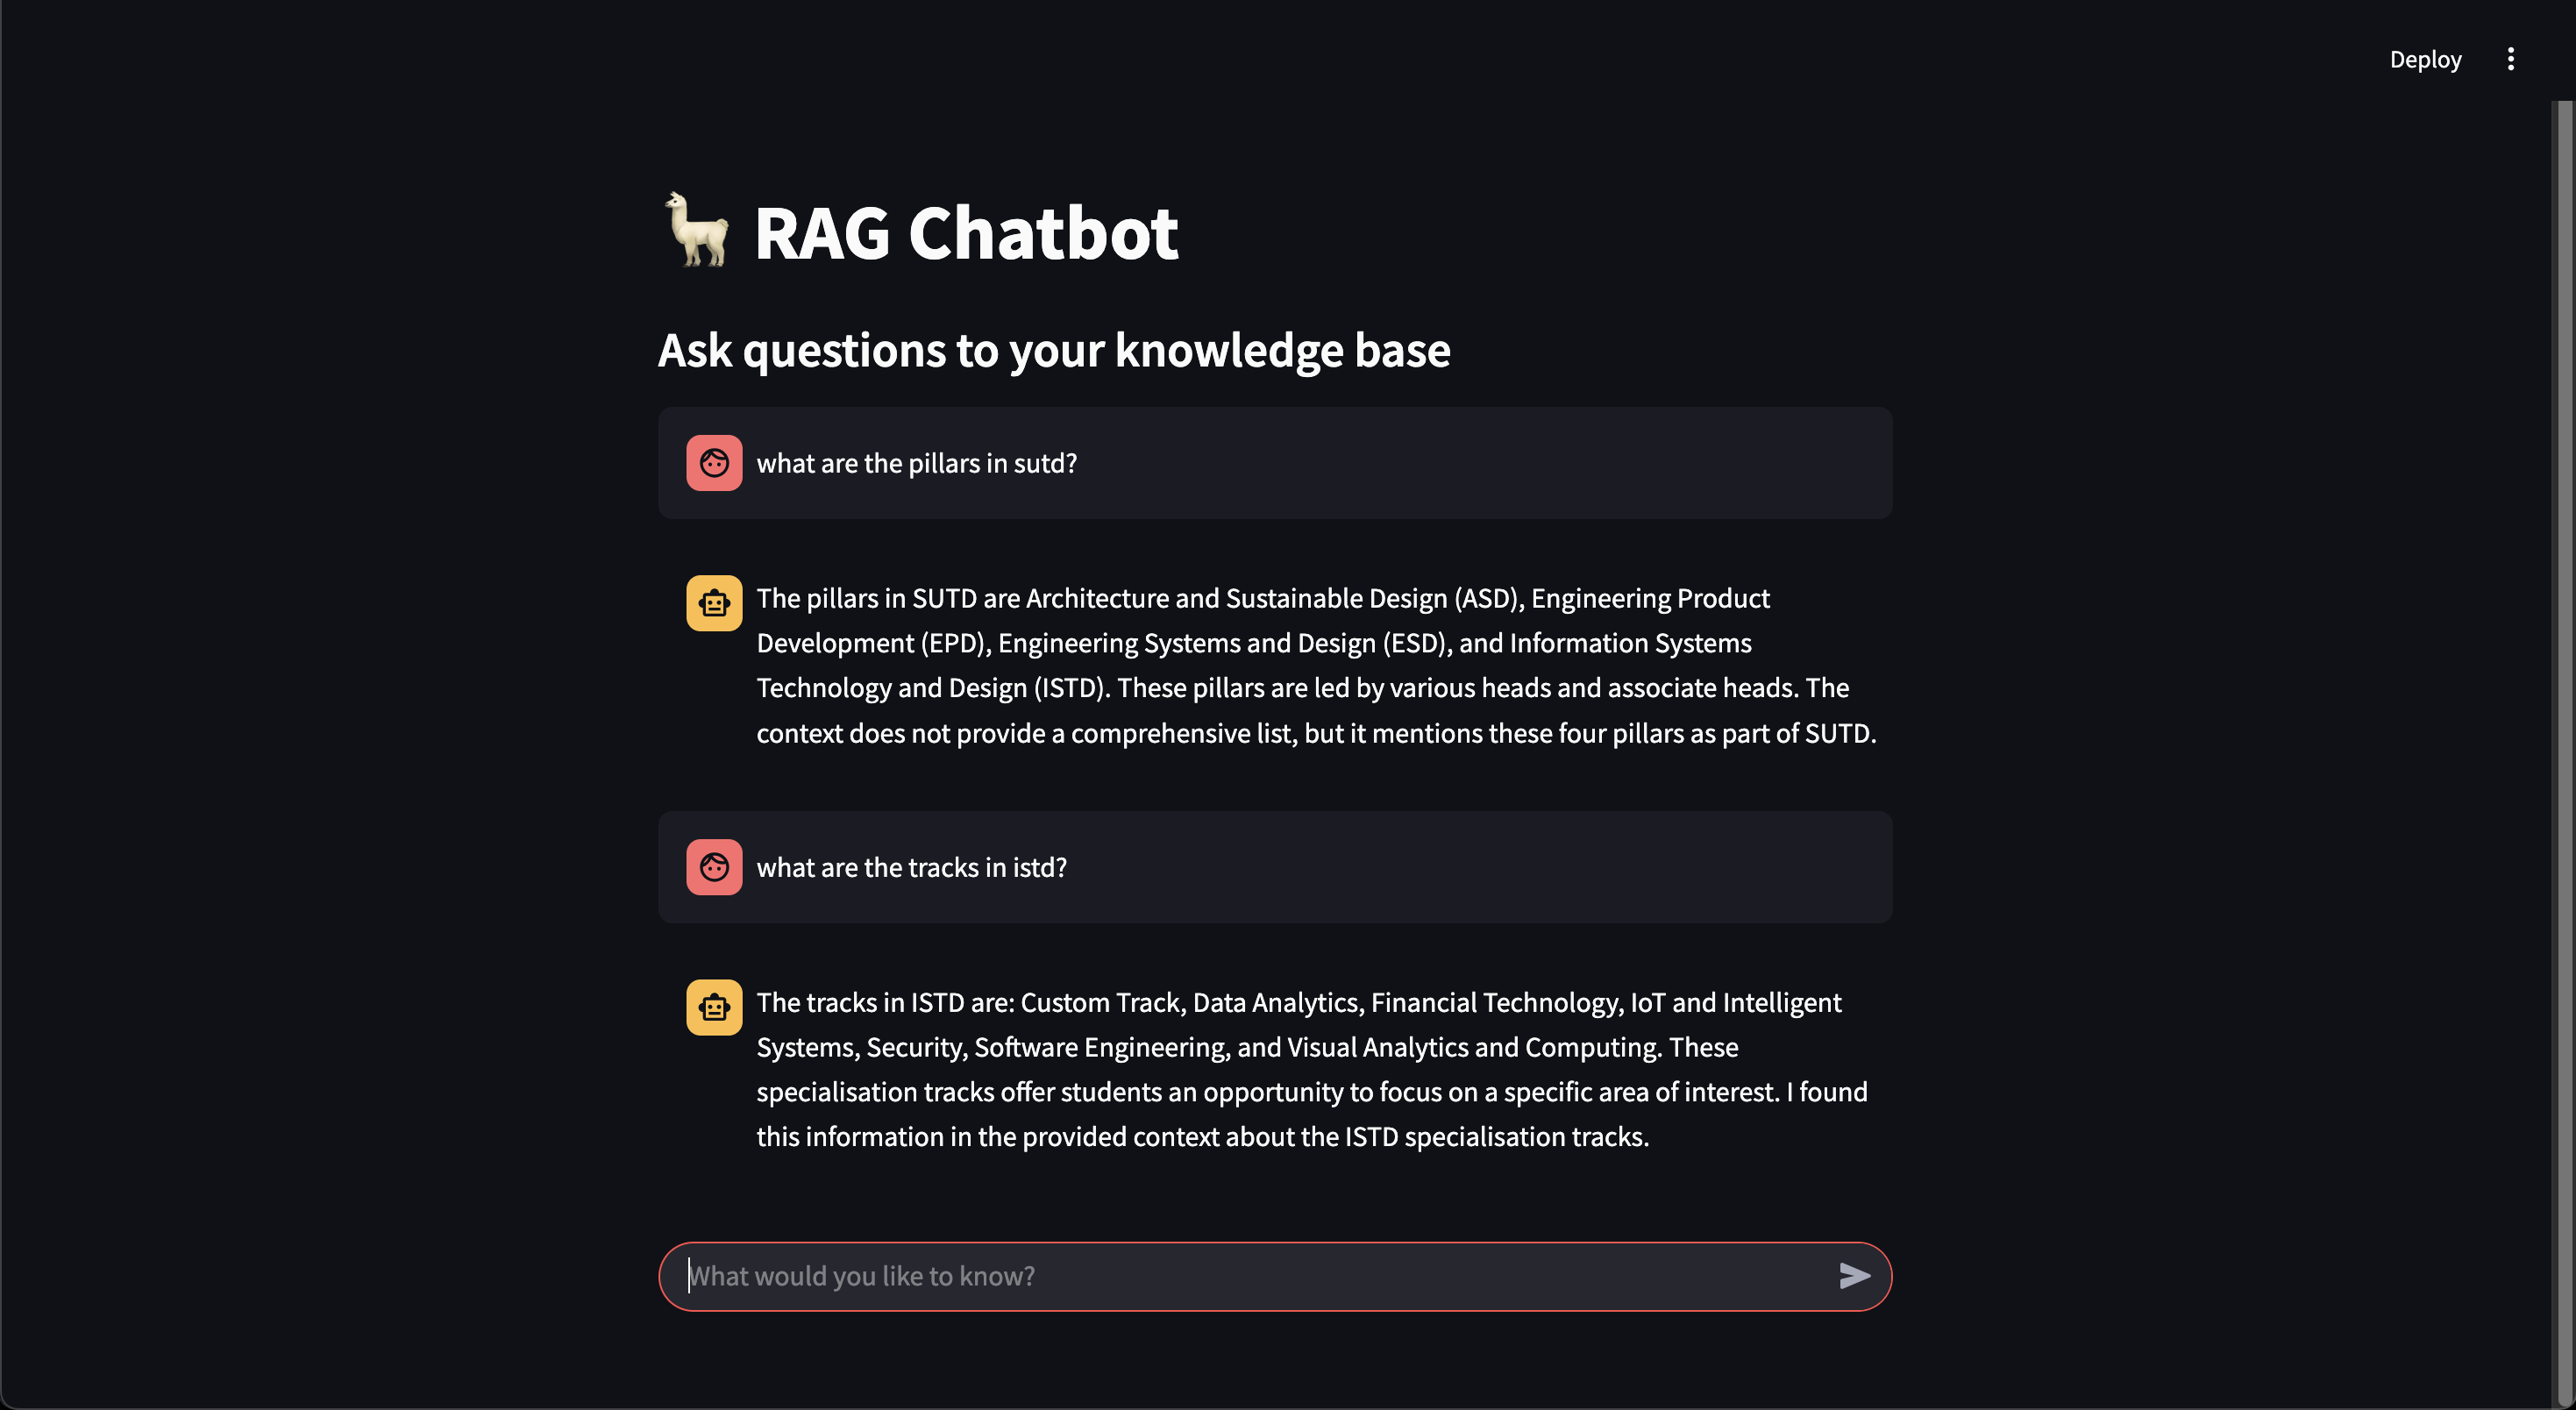 Deploy
RAG Chatbot
Ask questions to your knowledge base
what are the pillars in sutd?
The pillars in SUTD are Architecture and Sustainable Design (ASD), Engineering Product
Development (EPD), Engineering Systems and Design (ESD), and Information Systems
Technology and Design (ISTD). These pillars are led by various heads and associate heads. The
context does not provide a comprehensive list, but it mentions these four pillars as part of SUTD.
what are the tracks in istd?
The tracks in ISTD are: Custom Track, Data Analytics, Financial Technology, IoT and Intelligent
Systems, Security, Software Engineering, and Visual Analytics and Computing. These
specialisation tracks offer students an opportunity to focus on a specific area of interest. I found
this information in the provided context about the ISTD specialisation tracks.
What would you like to know?